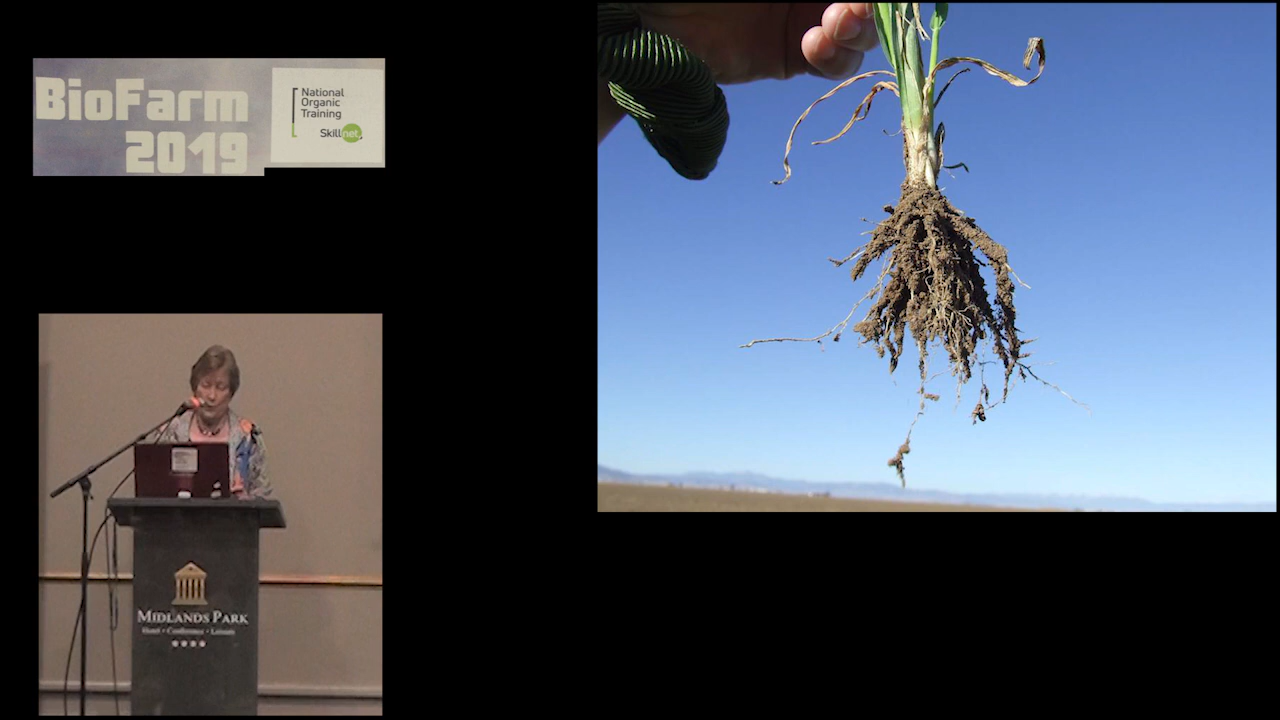 BioFarm
2019
National
Organic
Training
Skillnet
MIDLANDS PARK
Hotel • Conference • Leisure